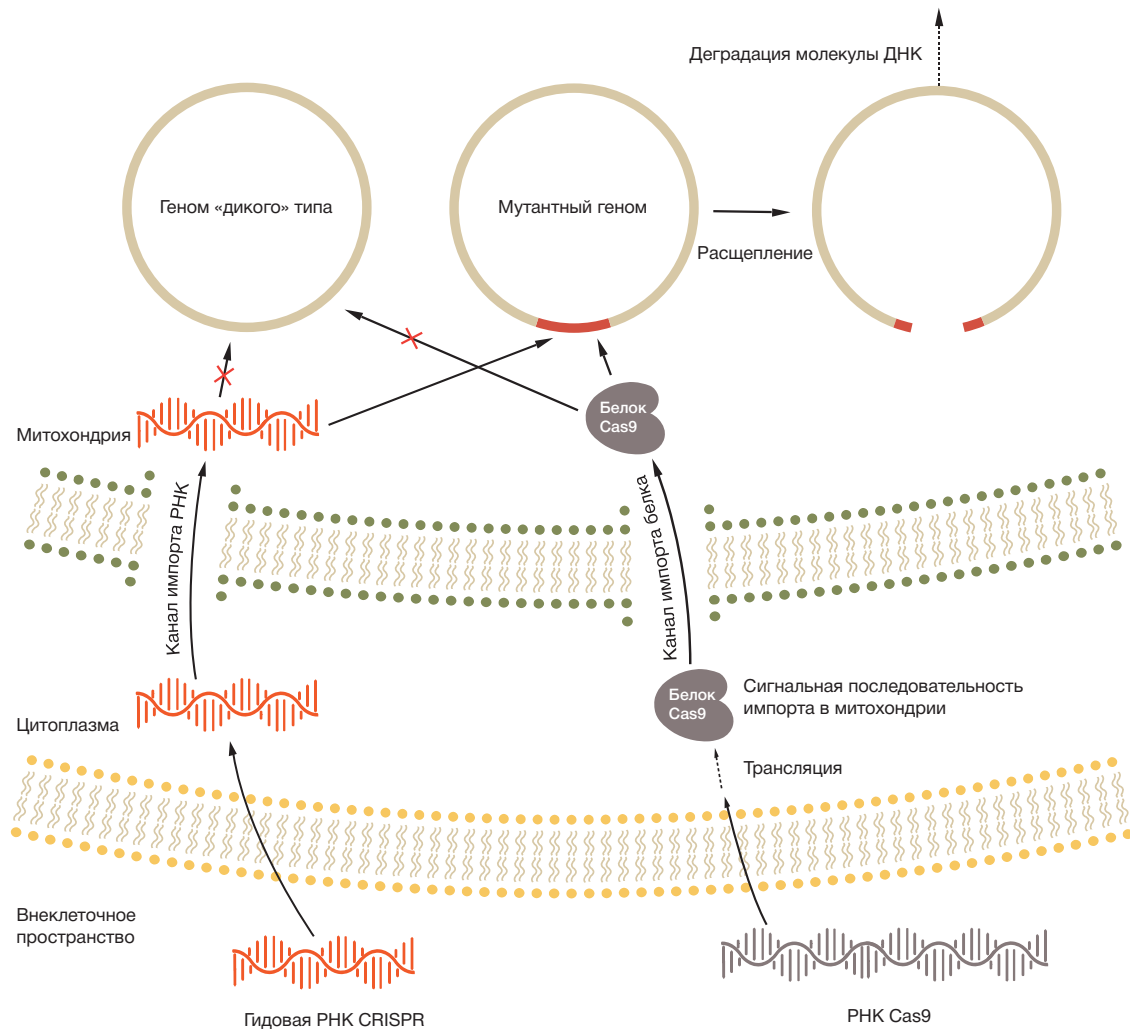 Деградация молекулы ДНК
Геном «дикого» типа
Мутантный геном
Расщепление
Белок
Cas9
Митохондрия
Канал импорта РНК
Канал импорта белка
Белок
Cas9
Сигнальная последовательность
импорта в митохондрии
Цитоплазма
Трансляция
Внеклеточное
пространство
Гидовая РНК CRISPR
РНК Cas9